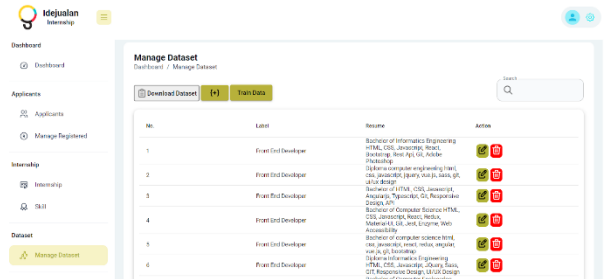 Idejualan
Internship
Dashboard
Dashboard
Applicants
Applicants
Manage Registered
Internship
Internship
Skill
Dataset
Manage Dataset
Manage Dataset
Dashboard / Manage Dataset
Download Dataset
(+)
Train Data
Search
No.
Label
Resume
Action
1
Front End Developer
Bachelor of Informatics Engineering
HTML, CSS, Javascript, React,
Bootstrap, Rest Api, Git, Adobe
Photoshop
2
Front End Developer
Diploma computer engineering html,
css, javascript, jquery, vue.js, sass, git,
ui/ux design
3
Front End Developer
Bachelor of HTML, CSS, Javascript,
Angularjs, Typescript, Git, Responsive
Design, API
4
Front End Developer
Bachelor of Computer Science HTML,
CSS, Javascript, React, Redux,
Material-UI, Git, Jest, Enzyme, Web
Accessibility
5
Front End Developer
Bachelor of computer science html,
css, javascript, react, redux, angular,
vue.js, git, bootstrap
6
Front End Developer
Diploma Informatics Engineering
HTML, CSS, Javascript, JQuery, Sass,
GIT, Responsive Design, UI/UX Design